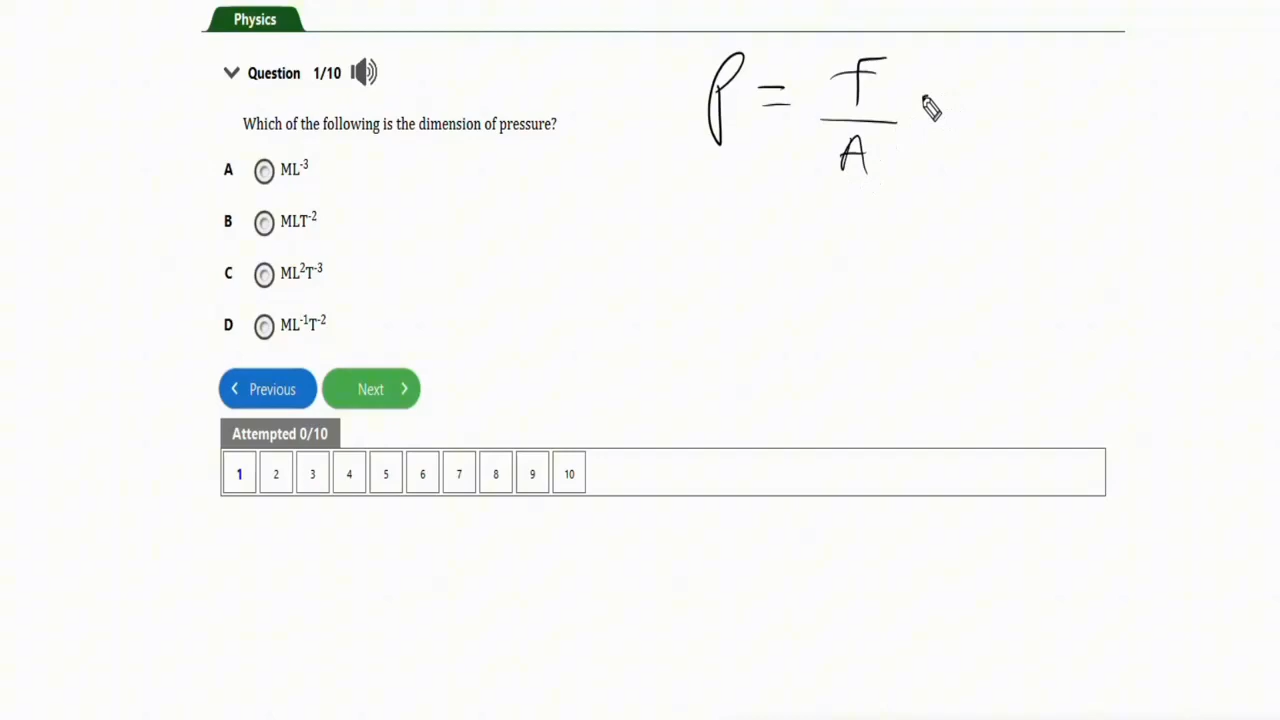 Physics
Question 1/10
Which of the following is the dimension of pressure?
A ML⁻³
B MLT⁻²
C ML²T⁻³
D ML⁻¹T⁻²
P = F/A
Previous Next
Attempted 0/10
1 2 3 4 5 6 7 8 9 10